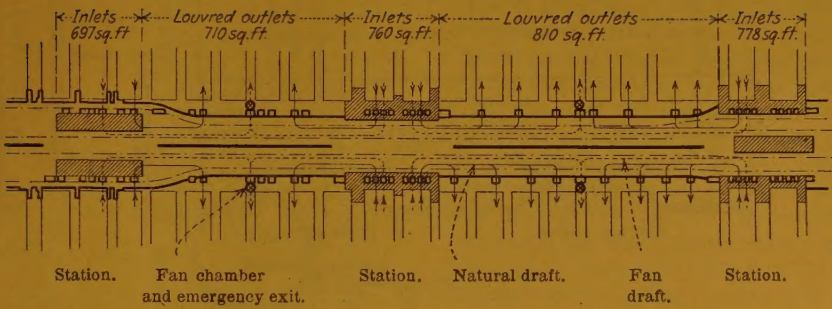 Inlets Louvred outlets Inlets Louvred outlets Inlets
697 sq. ft. 710 sq. ft. 760 sq. ft. 810 sq. ft. 778 sq. ft.
Station. Fan chamber Station. Natural draft. Fan Station.
and emergency exit. draft.